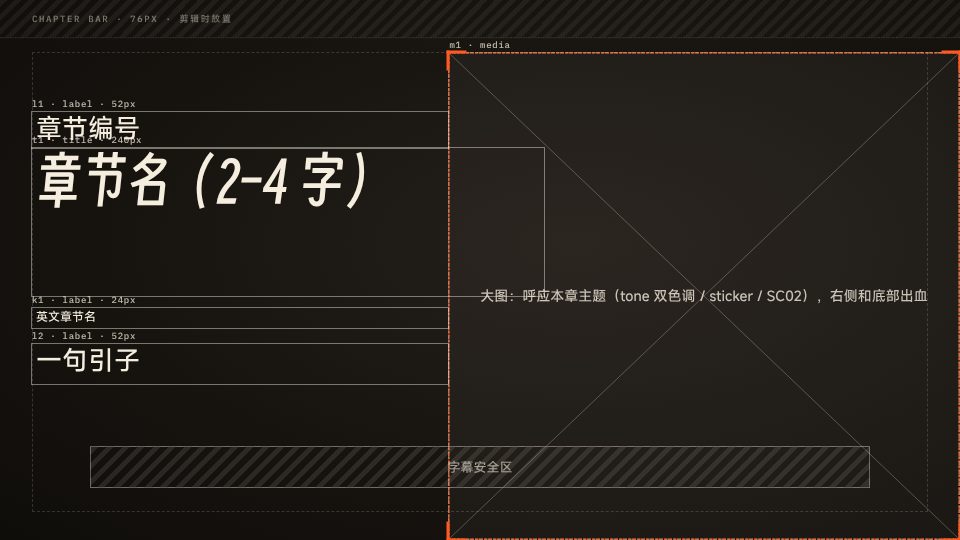 CHAPTER BAR · 76PX · 剪辑时放置
m1 · media
l1 · label · 52px
章节编号
t1 · title · 240px
章节名（2-4 字）
大图：呼应本章主题（tone 双色调 / sticker / SC02），右侧和底部出血
k1 · label · 24px
英文章节名
l2 · label · 52px
一句引子
字幕安全区